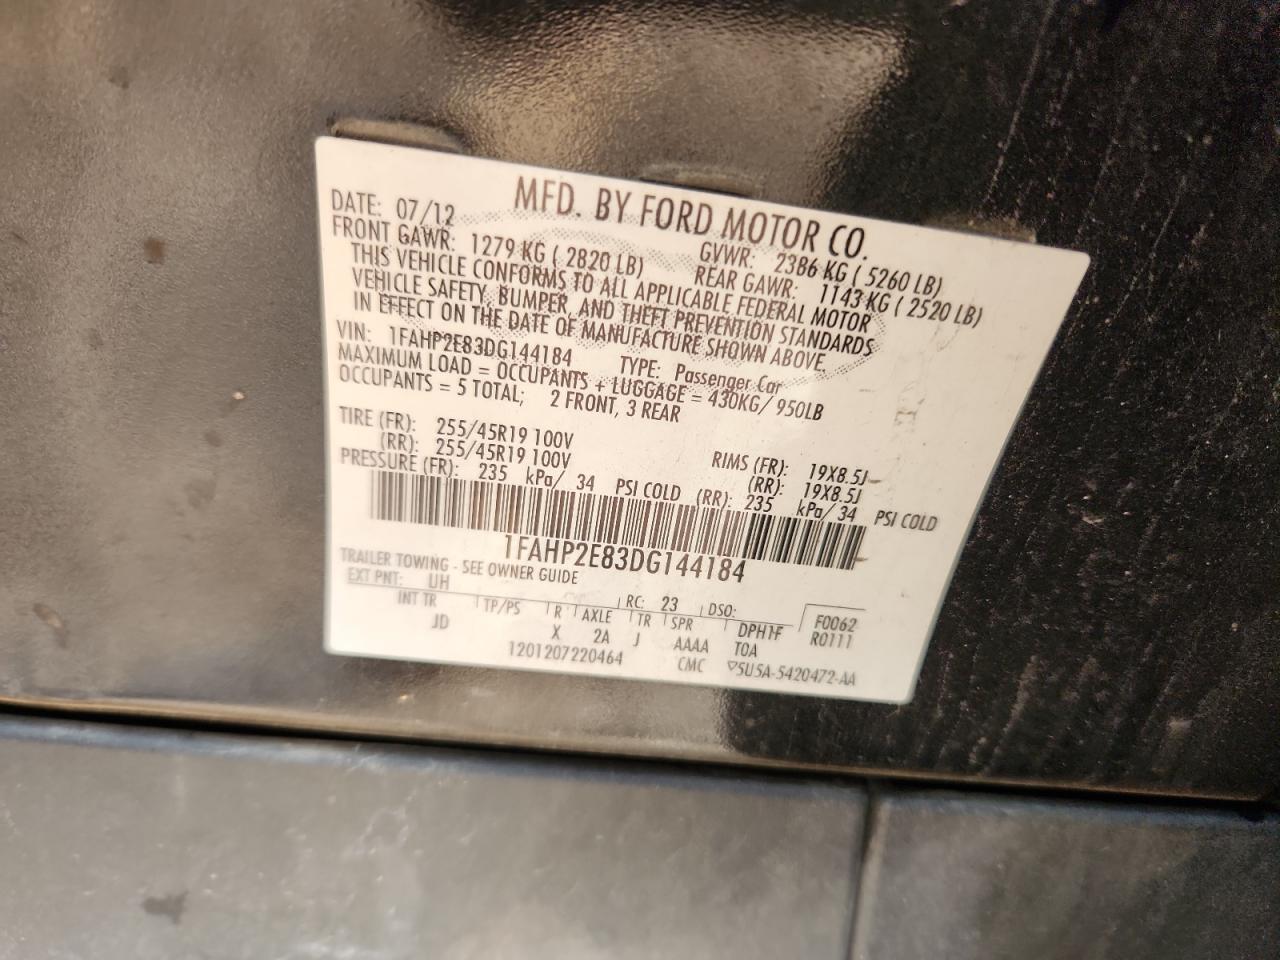 MFD. BY FORD MOTOR CO.
DATE: 07/12 GVWR: 2386 KG ( 5260 LB)
FRONT GAWR: 1279 KG ( 2820 LB) REAR GAWR: 1143 KG ( 2520 LB)
THIS VEHICLE CONFORMS TO ALL APPLICABLE FEDERAL MOTOR
VEHICLE SAFETY, BUMPER, AND THEFT PREVENTION STANDARDS
IN EFFECT ON THE DATE OF MANUFACTURE SHOWN ABOVE.
VIN: 1FAHP2E83DG144184 TYPE: Passenger Car
MAXIMUM LOAD = OCCUPANTS + LUGGAGE = 430KG/ 950LB
OCCUPANTS = 5 TOTAL; 2 FRONT, 3 REAR
TIRE (FR): 255/45R19 100V RIMS (FR): 19X8.5J
(RR): 255/45R19 100V (RR): 19X8.5J
PRESSURE (FR): 235 kPa/ 34 PSI COLD (RR): 235 kPa/ 34 PSI COLD
1FAHP2E83DG144184
TRAILER TOWING - SEE OWNER GUIDE
EXT PNT: UH RC: 23 DSO: F0062
INT TR TP/PS R AXLE TR SPR R0111
JD X 2A J AAAA DPH1F
1201207220464 CMC TOA
5U5A-5420472-AA